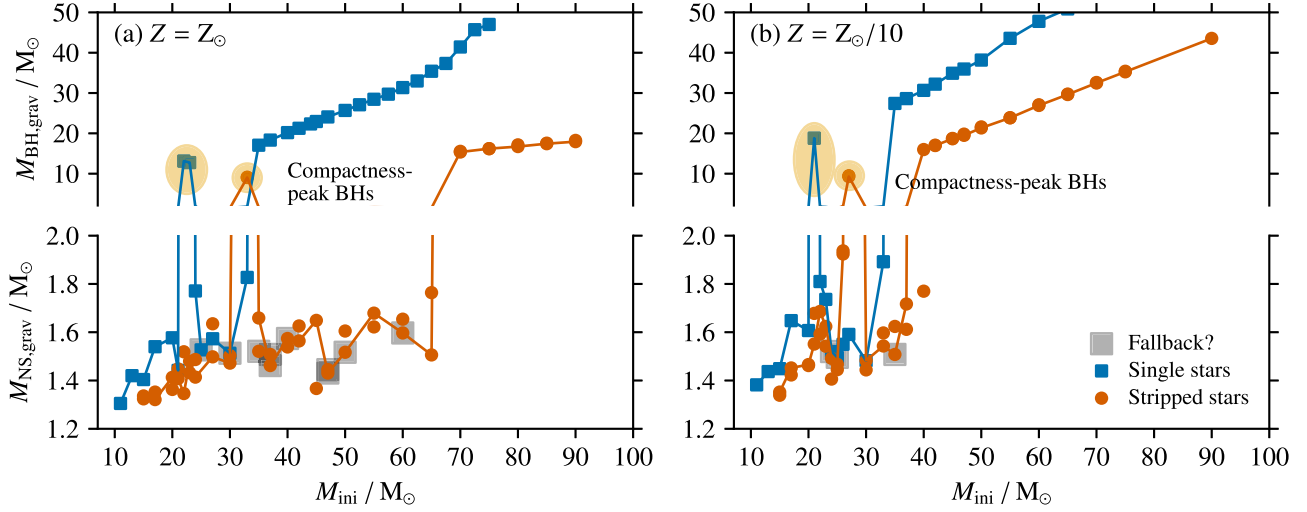 (a) Z = Z⊙
50
40
30
20
10
M_BH,grav / M⊙
Compactness-
peak BHs
2.0
1.8
1.6
1.4
1.2
M_NS,grav / M⊙
10 20 30 40 50 60 70 80 90 100
M_ini / M⊙
(b) Z = Z⊙/10
50
40
30
20
10
Compactness-peak BHs
2.0
1.8
1.6
1.4
1.2
Fallback?
Single stars
Stripped stars
10 20 30 40 50 60 70 80 90 100
M_ini / M⊙